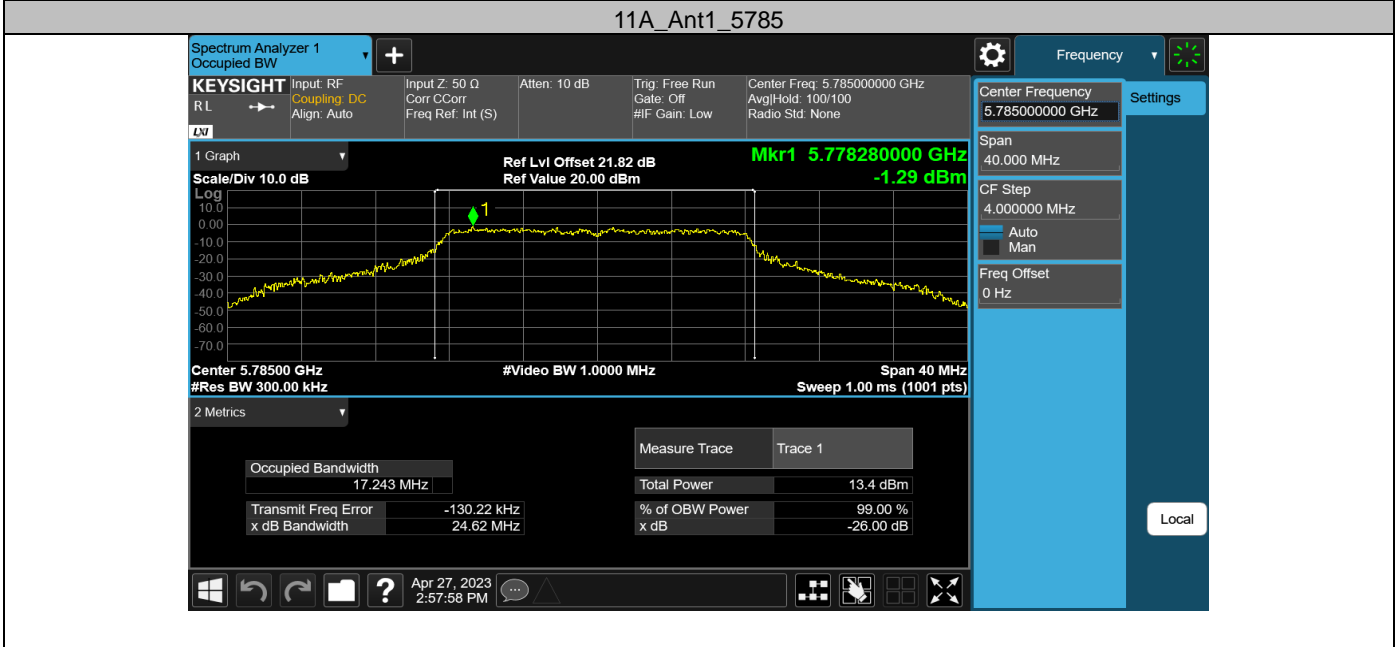 11A_Ant1_5785
Spectrum Analyzer 1
Occupied BW
Frequency
KEYSIGHT
R L
LXI
Input: RF
Coupling: DC
Align: Auto
Input Z: 50 Ω
Corr CCorr
Freq Ref: Int (S)
Atten: 10 dB
Trig: Free Run
Gate: Off
#IF Gain: Low
Center Freq: 5.785000000 GHz
Avg|Hold: 100/100
Radio Std: None
Center Frequency
5.785000000 GHz
Settings
Span
40.000 MHz
CF Step
4.000000 MHz
Auto
Man
Freq Offset
0 Hz
Local
1 Graph
Scale/Div 10.0 dB
Ref Lvl Offset 21.82 dB
Ref Value 20.00 dBm
Mkr1 5.778280000 GHz
-1.29 dBm
Log
10.0
0.00
-10.0
-20.0
-30.0
-40.0
-50.0
-60.0
-70.0
1
Center 5.78500 GHz
#Res BW 300.00 kHz
#Video BW 1.0000 MHz
Span 40 MHz
Sweep 1.00 ms (1001 pts)
2 Metrics
Measure Trace Trace 1
Occupied Bandwidth
17.243 MHz
Total Power 13.4 dBm
Transmit Freq Error -130.22 kHz
% of OBW Power 99.00 %
x dB Bandwidth 24.62 MHz
x dB -26.00 dB
Apr 27, 2023
2:57:58 PM